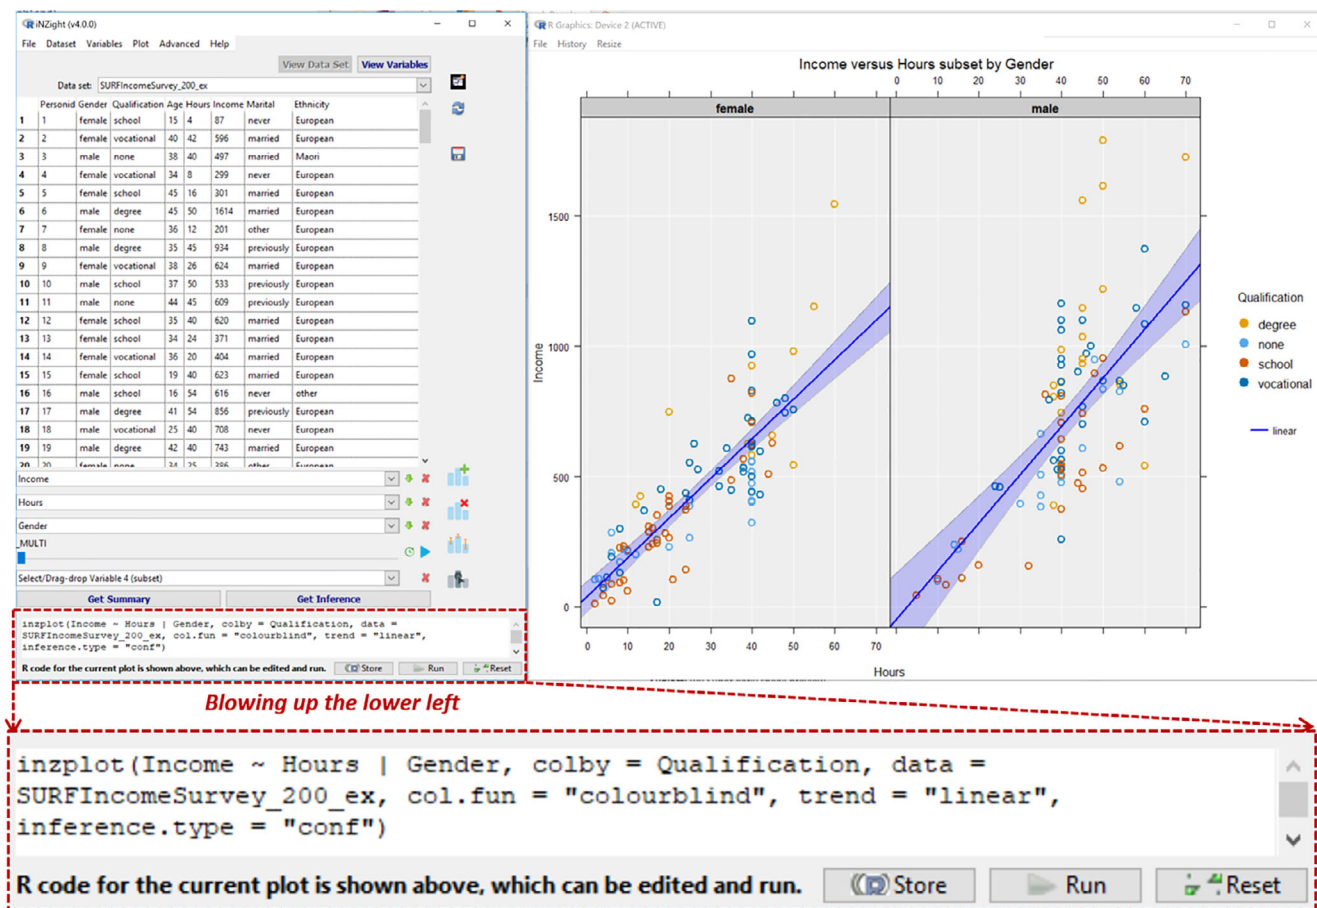 iNZight (v4.0.0)
File Dataset Variables Plot Advanced Help
View Data Set View Variables
Data set: SURFIncomeSurvey_200_ex
Personid Gender Qualification Age Hours Income Marital Ethnicity
1 1 female school 15 4 87 never European
2 2 female vocational 40 42 596 married European
3 3 male none 38 40 497 married Maori
4 4 female vocational 34 8 299 never European
5 5 female school 45 16 301 married European
6 6 male degree 45 50 1614 married European
7 7 female none 36 12 201 other European
8 8 male degree 35 45 934 previously European
9 9 female vocational 38 26 624 married European
10 10 male school 37 50 533 previously European
11 11 male none 44 45 609 previously European
12 12 female school 35 40 620 married European
13 13 female school 34 24 371 married European
14 14 female vocational 36 20 404 married European
15 15 female school 19 40 623 married European
16 16 male school 16 54 616 never other
17 17 male degree 41 54 856 previously European
18 18 male vocational 25 40 708 never European
19 19 male degree 42 40 743 married European
20 20 female none 34 25 386 other European
Income
Hours
Gender
_MULTI
Select/Drag-drop Variable 4 (subset)
Get Summary Get Inference
inzplot(Income ~ Hours | Gender, colby = Qualification, data =
SURFIncomeSurvey_200_ex, col.fun = "colourblind", trend = "linear",
inference.type = "conf")
R code for the current plot is shown above, which can be edited and run. Store Run Reset
R Graphics: Device 2 (ACTIVE)
File History Resize
Income versus Hours subset by Gender
0 10 20 30 40 50 60 70
female male
1500
1000
500
0
Income
0 10 20 30 40 50 60 70
Hours
Qualification
degree
none
school
vocational
linear
Blowing up the lower left
inzplot(Income ~ Hours | Gender, colby = Qualification, data =
SURFIncomeSurvey_200_ex, col.fun = "colourblind", trend = "linear",
inference.type = "conf")
R code for the current plot is shown above, which can be edited and run. Store Run Reset